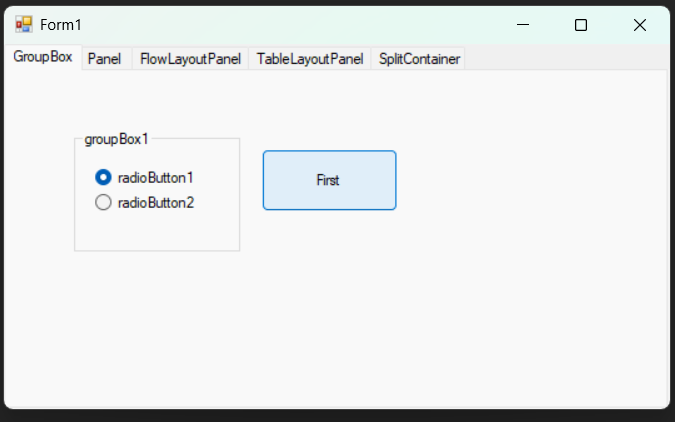 Form1
GroupBox Panel FlowLayoutPanel TableLayoutPanel SplitContainer
groupBox1
radioButton1
First
radioButton2